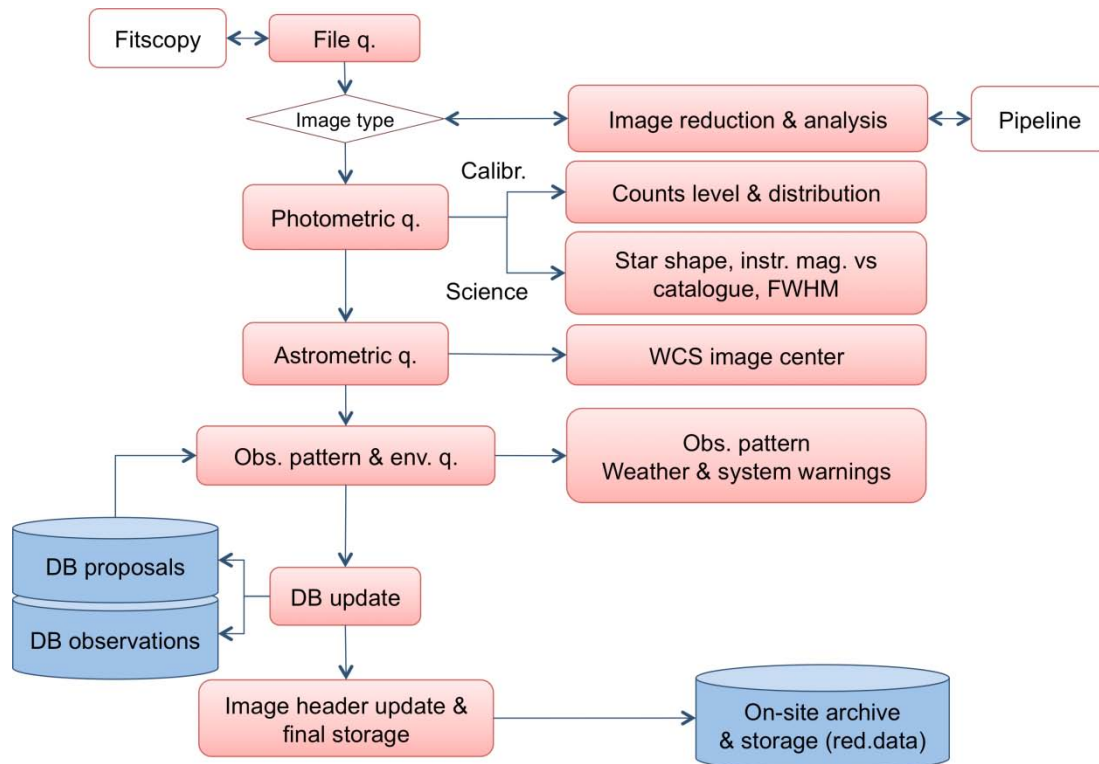 Fitscopy
File q.
Image type
Image reduction & analysis
Pipeline
Calibr.
Photometric q.
Counts level & distribution
Science
Star shape, instr. mag. vs
catalogue, FWHM
Astrometric q.
WCS image center
Obs. pattern & env. q.
Obs. pattern
Weather & system warnings
DB proposals
DB update
DB observations
Image header update &
final storage
On-site archive
& storage (red.data)